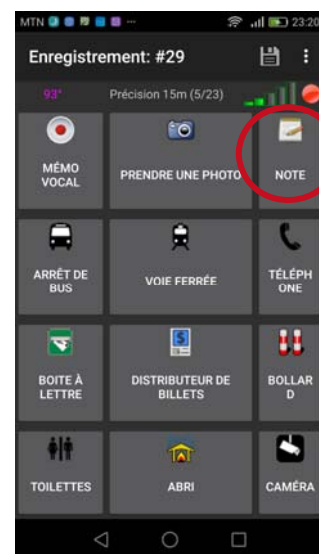 MTN 23:20
Enregistrement: #29
93° Précision 15m (5/23)
MÉMO
VOCAL
PRENDRE UNE PHOTO
NOTE
ARRÊT DE
BUS
VOIE FERRÉE
TÉLÉPH
ONE
BOITE À
LETTRE
DISTRIBUTEUR DE
BILLETS
BOLLAR
D
TOILETTES
ABRI
CAMÉRA